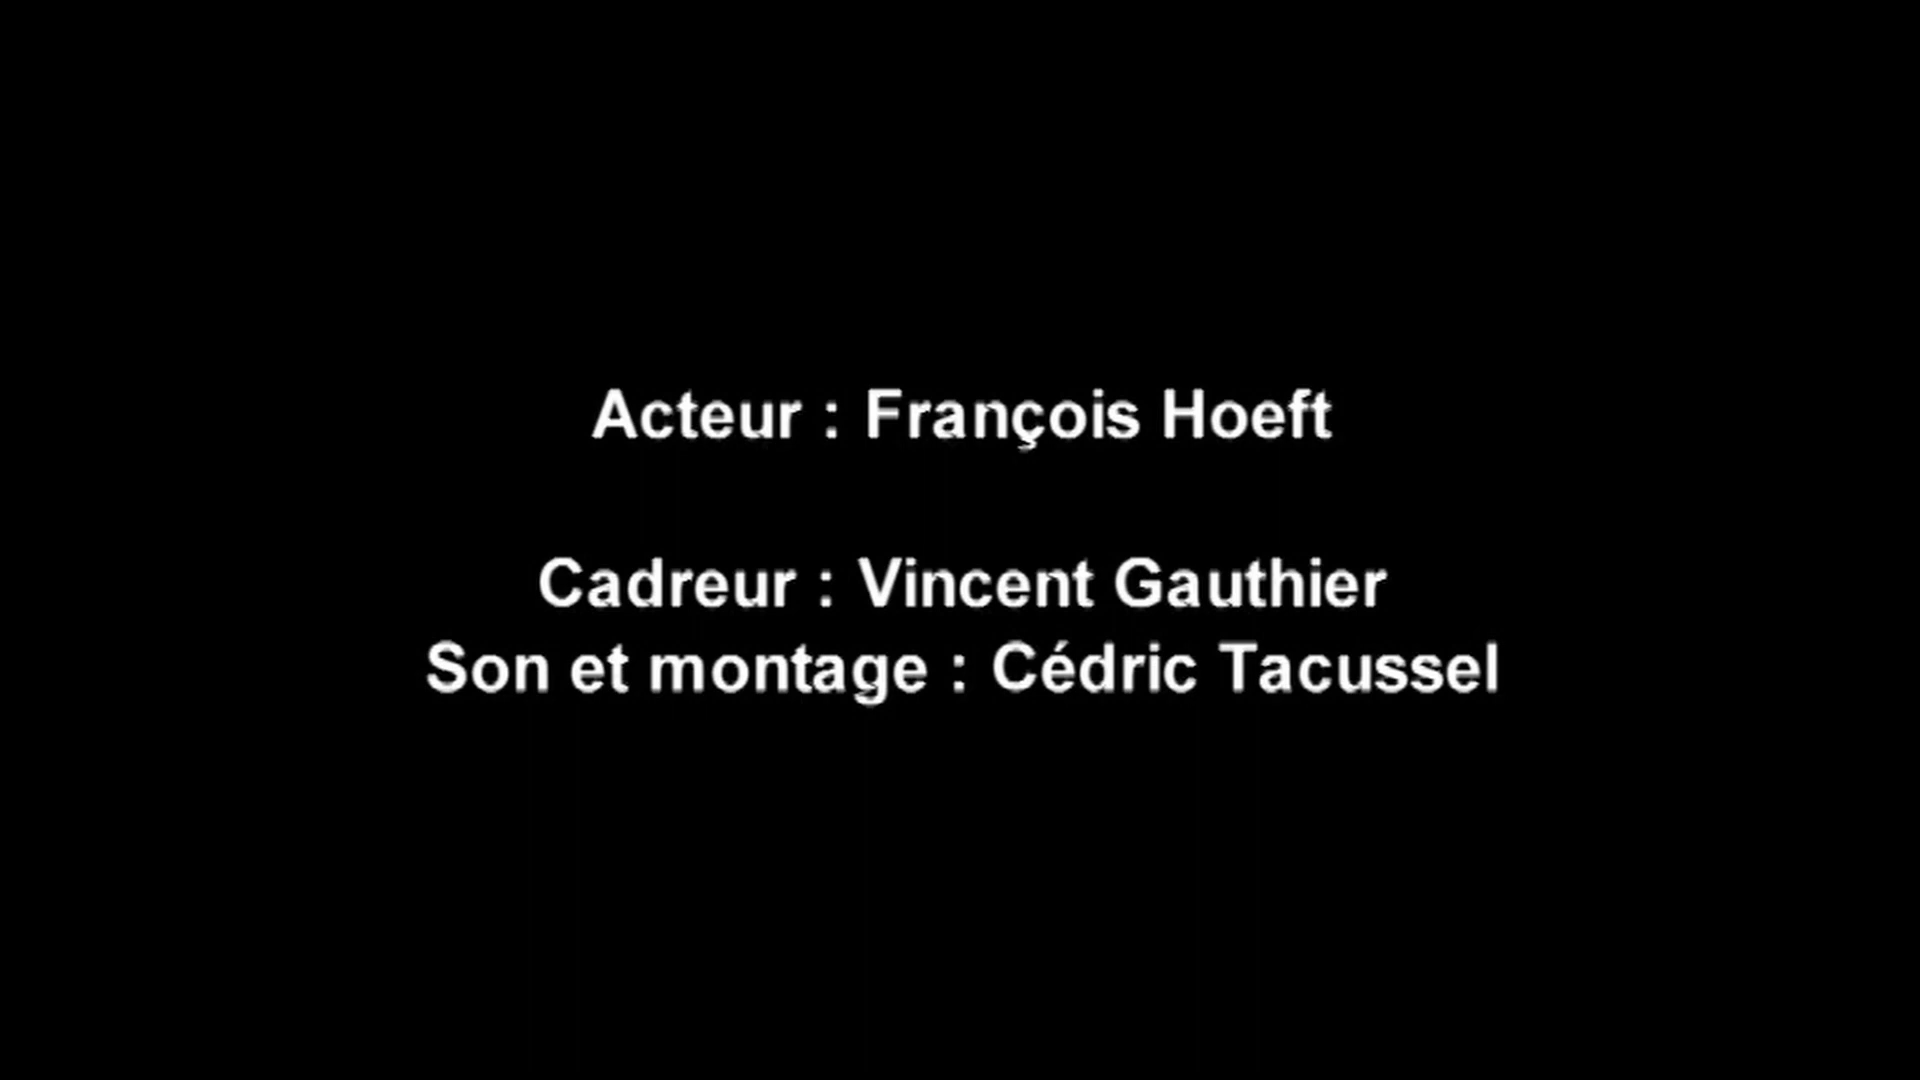 Acteur : François Hoeft
Cadreur : Vincent Gauthier
Son et montage : Cédric Tacussel